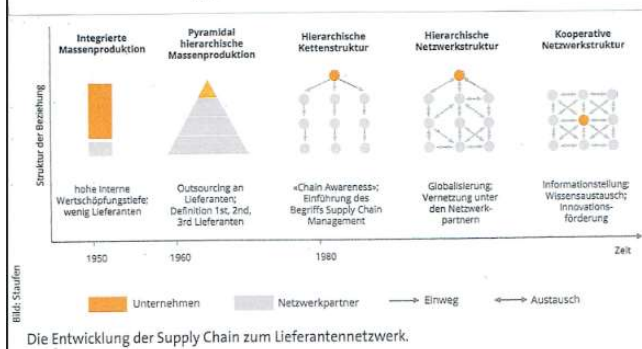 Integrierte
Massenproduktion
Pyramidal
hierarchische
Massenproduktion
Hierarchische
Kettenstruktur
Hierarchische
Netzwerkstruktur
Kooperative
Netzwerkstruktur
Struktur der Beziehung
hohe interne
Wertschöpfungstiefe;
wenig Lieferanten
Outsourcing an
Lieferanten;
Definition 1st, 2nd,
3rd Lieferanten
«Chain Awareness»;
Einführung des
Begriffs Supply Chain
Management
Globalisierung;
Vernetzung unter
den Netzwerk-
partnern
Informationstellung;
Wissensaustausch;
Innovations-
förderung
1950
1960
1980
Zeit
Bild: Staufen
Unternehmen
Netzwerkpartner
Einweg
Austausch
Die Entwicklung der Supply Chain zum Lieferantennetzwerk.